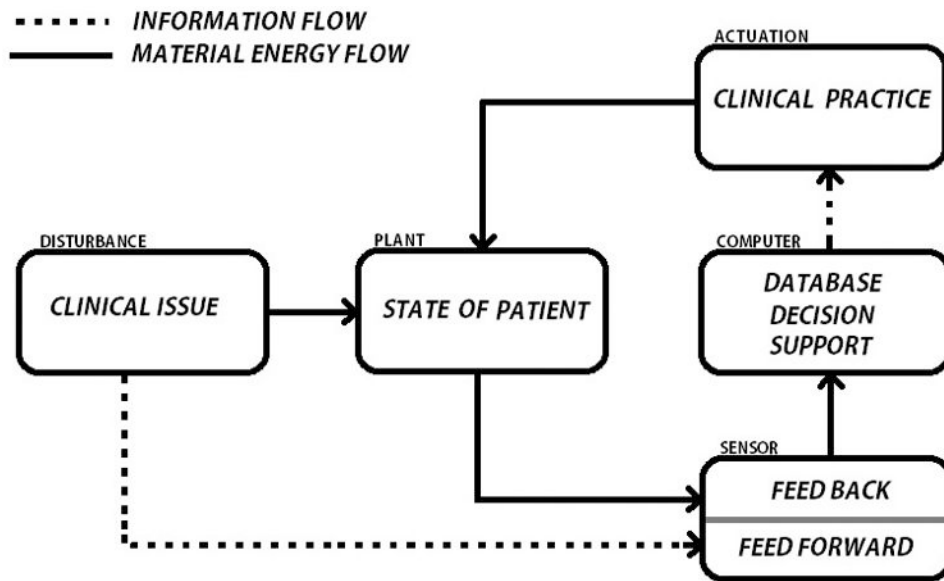 INFORMATION FLOW
MATERIAL ENERGY FLOW
ACTUATION
CLINICAL PRACTICE
DISTURBANCE
CLINICAL ISSUE
PLANT
STATE OF PATIENT
COMPUTER
DATABASE
DECISION
SUPPORT
SENSOR
FEED BACK
FEED FORWARD